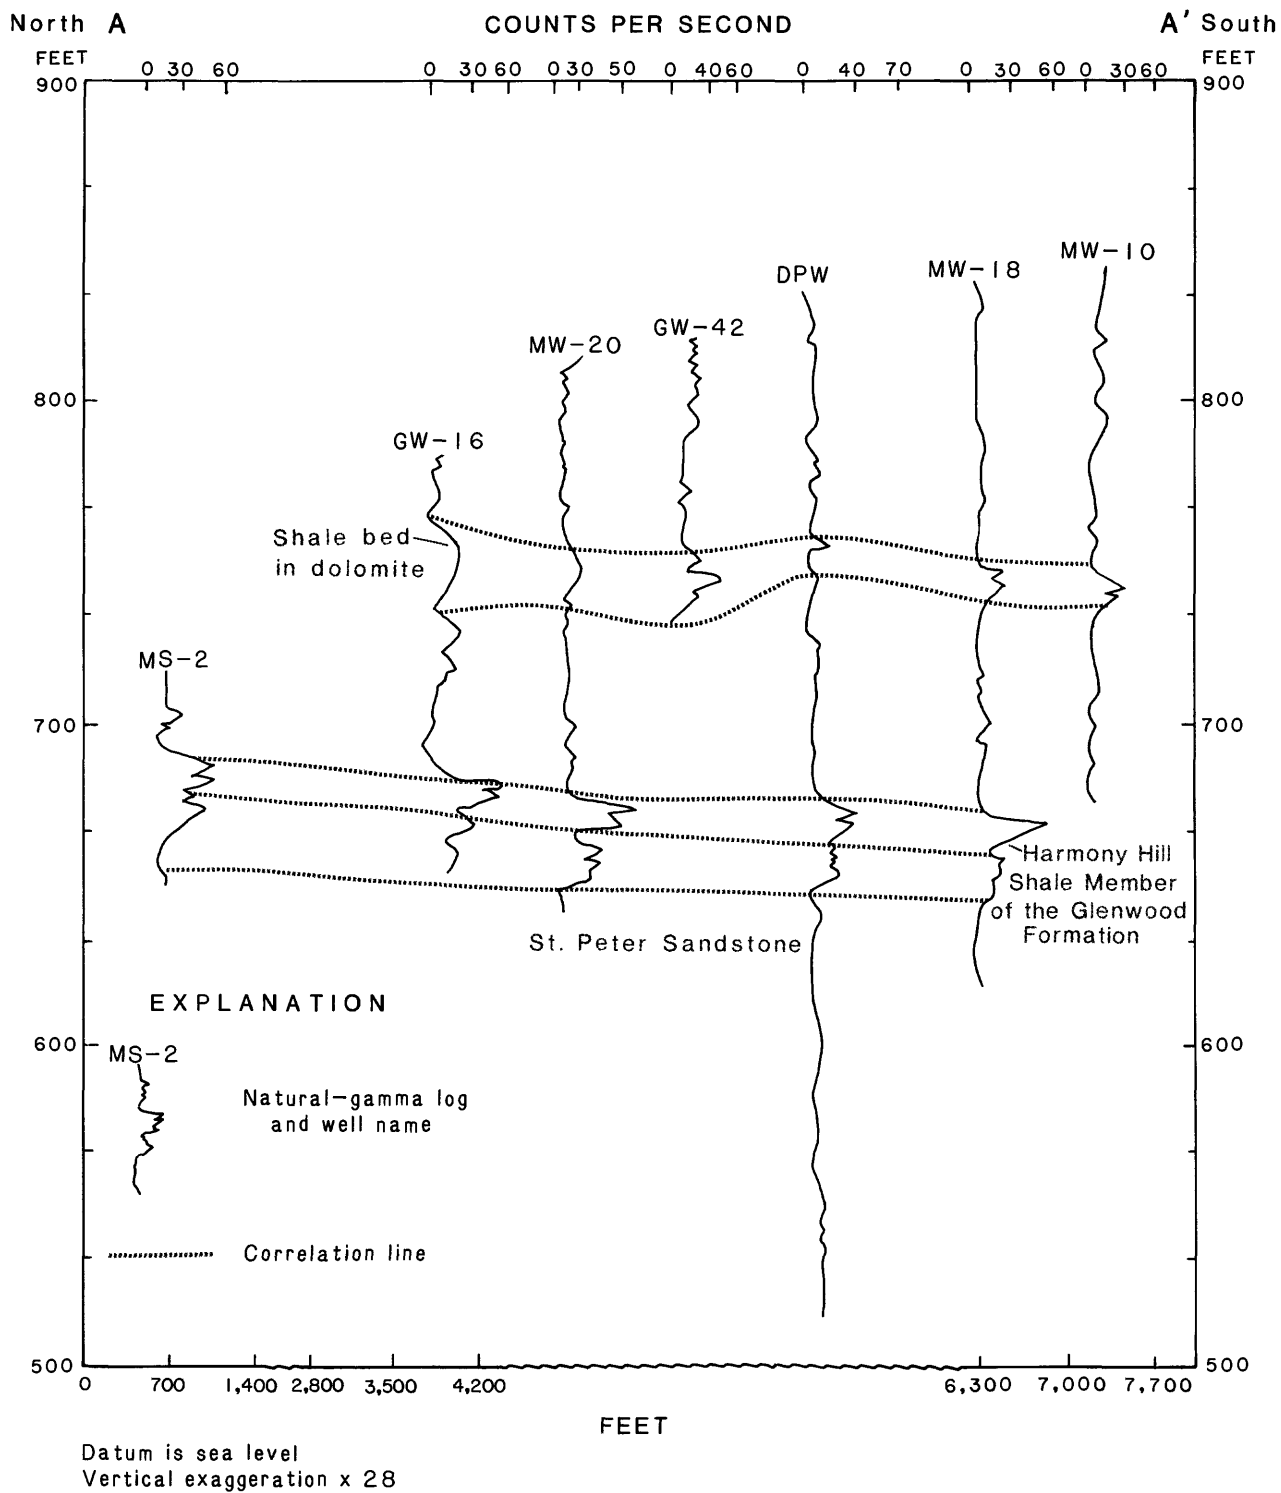 North A COUNTS PER SECOND A' South
FEET FEET
0 30 60 0 30 60 0 30 50 0 40 60 0 40 70 0 30 60 0 30 60
900 900
MW-10
MW-18
DPW
GW-42
MW-20
800 800
GW-16
Shale bed
in dolomite
MS-2
700 700
Harmony Hill
Shale Member
of the Glenwood
Formation
St. Peter Sandstone
EXPLANATION
600 600
MS-2
Natural-gamma log
and well name
Correlation line
500 500
0 700 1,400 2,800 3,500 4,200 6,300 7,000 7,700
FEET
Datum is sea level
Vertical exaggeration x 28